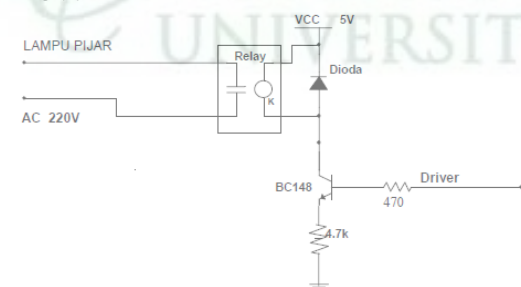 UNIVERSIT
VCC 5V
LAMPU PIJAR
Relay
Dioda
K
AC 220V
BC148
Driver
470
4.7k